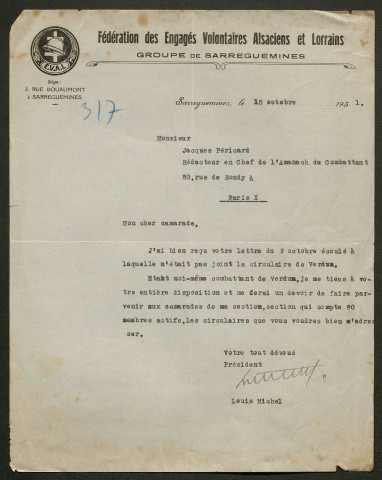 Fédération des Engagés Volontaires Alsaciens et Lorrains
GROUPE DE SARREGUEMINES
E.V.A.L.
Siège :
3, RUE DOUAUMONT
à SARREGUEMINES
317
Sarreguemines, le 15 octobre 1931.
Monsieur
Jacques Péricard
Rédacteur en Chef de l'Awanach du Combattant
80,rue de Bondy à
Paris X
Mon cher camarade,
J'ai bien reçu votre lettre du 9 octobre écoulé à
laquelle n'était pas joint la circulaire de Verdun.
Etant moi-même combattant de Verdun, je me tiens à vo-
tre entière disposition et me ferai un devoir de faire par-
venir aux camarades de ma section, section qui compte 80
membres actifs, les circulaires que vous voudrez bien m'adres
ser.
Votre tout dévoué
Président
Louis Michel